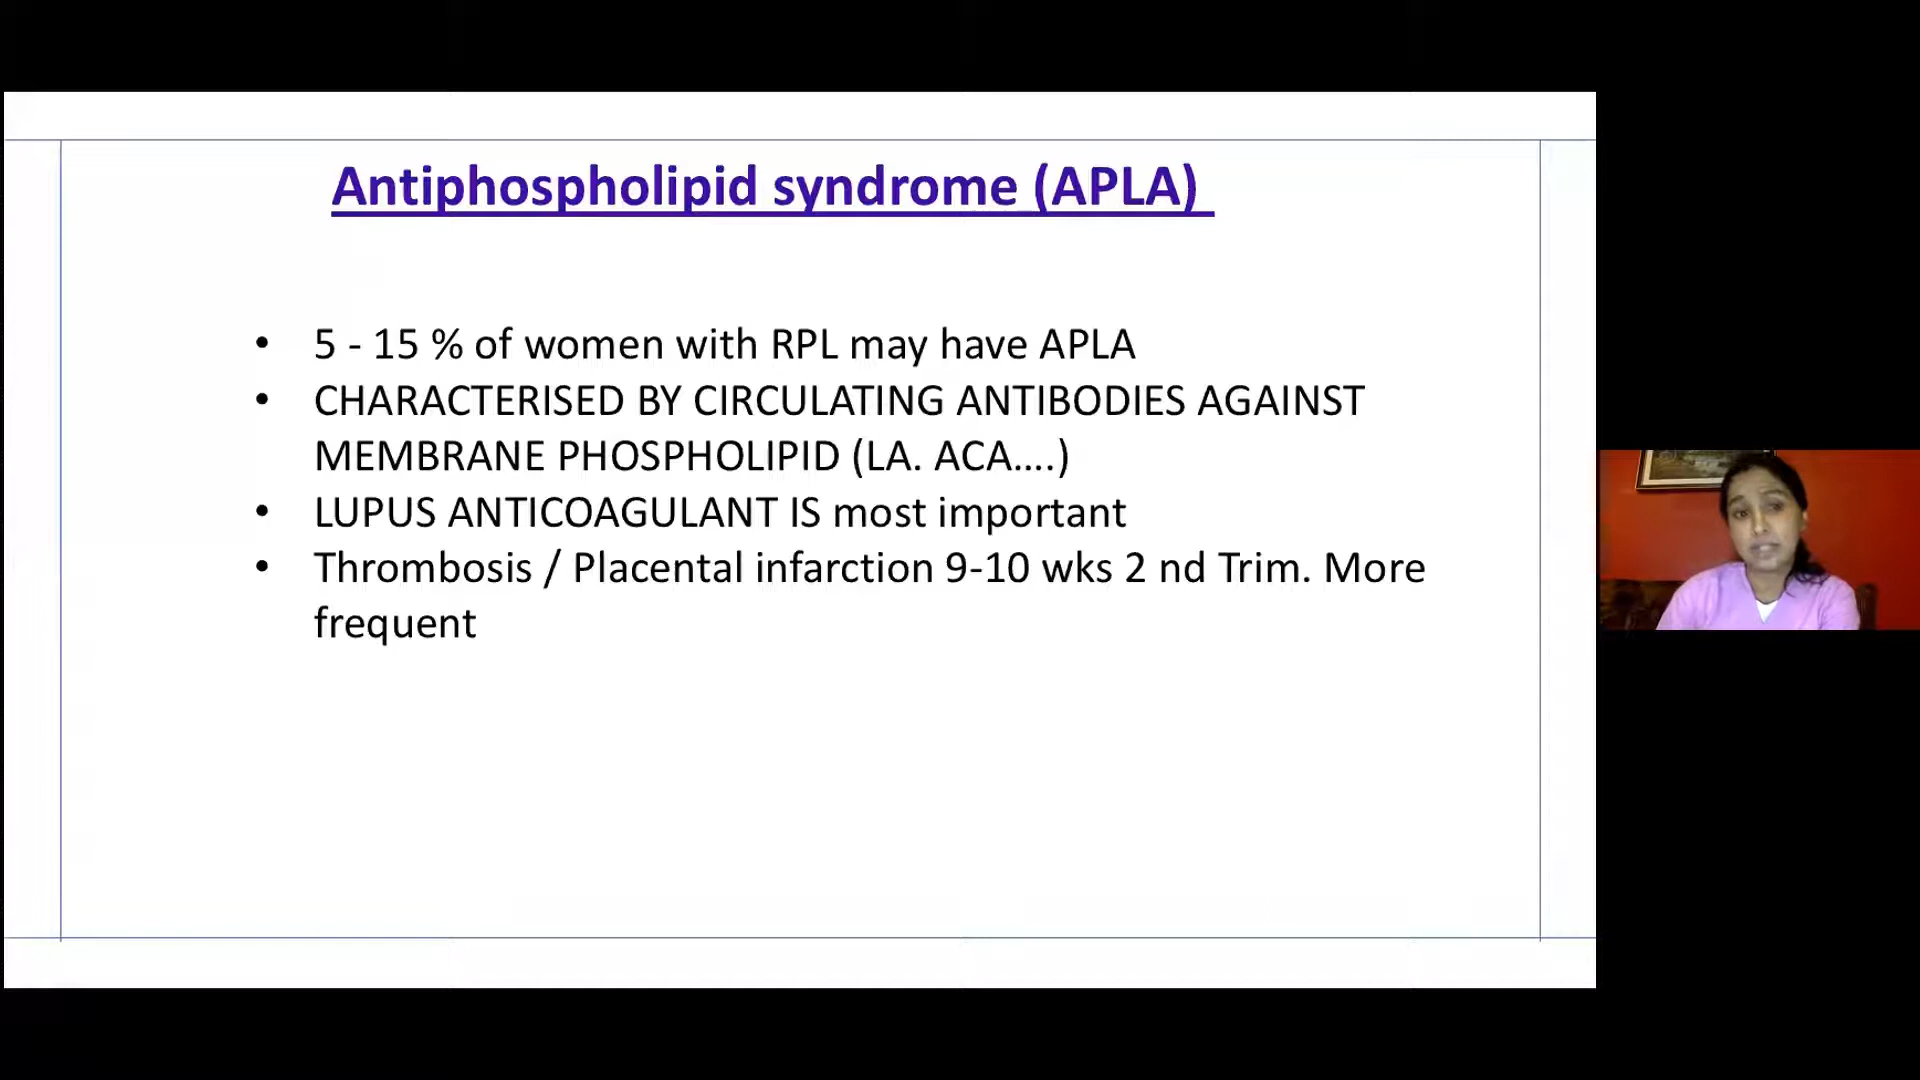 Antiphospholipid syndrome (APLA)
• 5 - 15 % of women with RPL may have APLA
• CHARACTERISED BY CIRCULATING ANTIBODIES AGAINST
MEMBRANE PHOSPHOLIPID (LA. ACA....)
• LUPUS ANTICOAGULANT IS most important
• Thrombosis / Placental infarction 9-10 wks 2 nd Trim. More
frequent